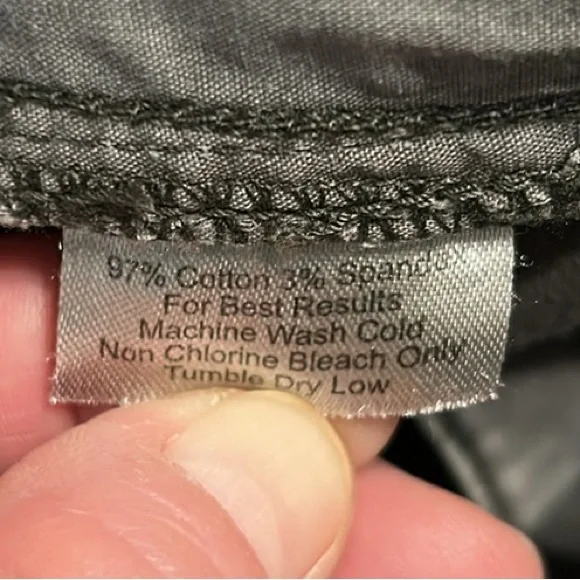 97% Cotton 3% Spandex
For Best Results
Machine Wash Cold
Non Chlorine Bleach Only
Tumble Dry Low